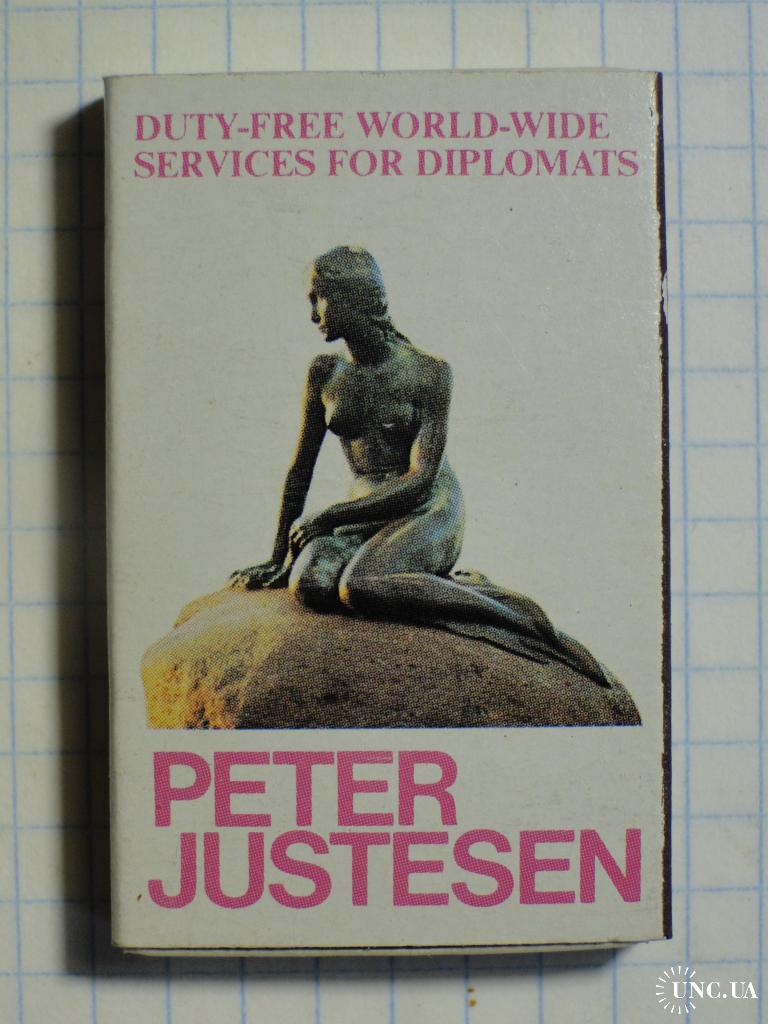 DUTY-FREE WORLD-WIDE
SERVICES FOR DIPLOMATS
PETER
JUSTESEN
UNC.UA